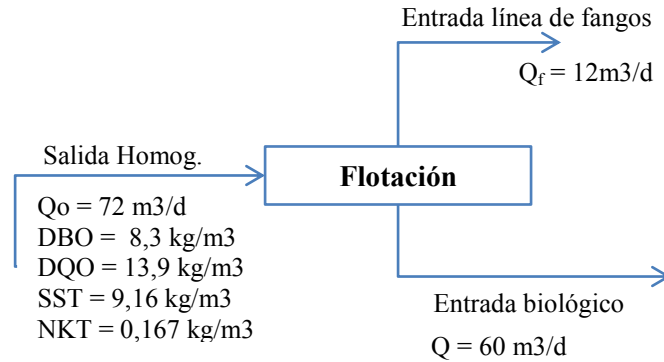 Entrada línea de fangos
Qf = 12m3/d
Salida Homog.
Flotación
Qo = 72 m3/d
DBO = 8,3 kg/m3
DQO = 13,9 kg/m3
SST = 9,16 kg/m3
NKT = 0,167 kg/m3
Entrada biológico
Q = 60 m3/d